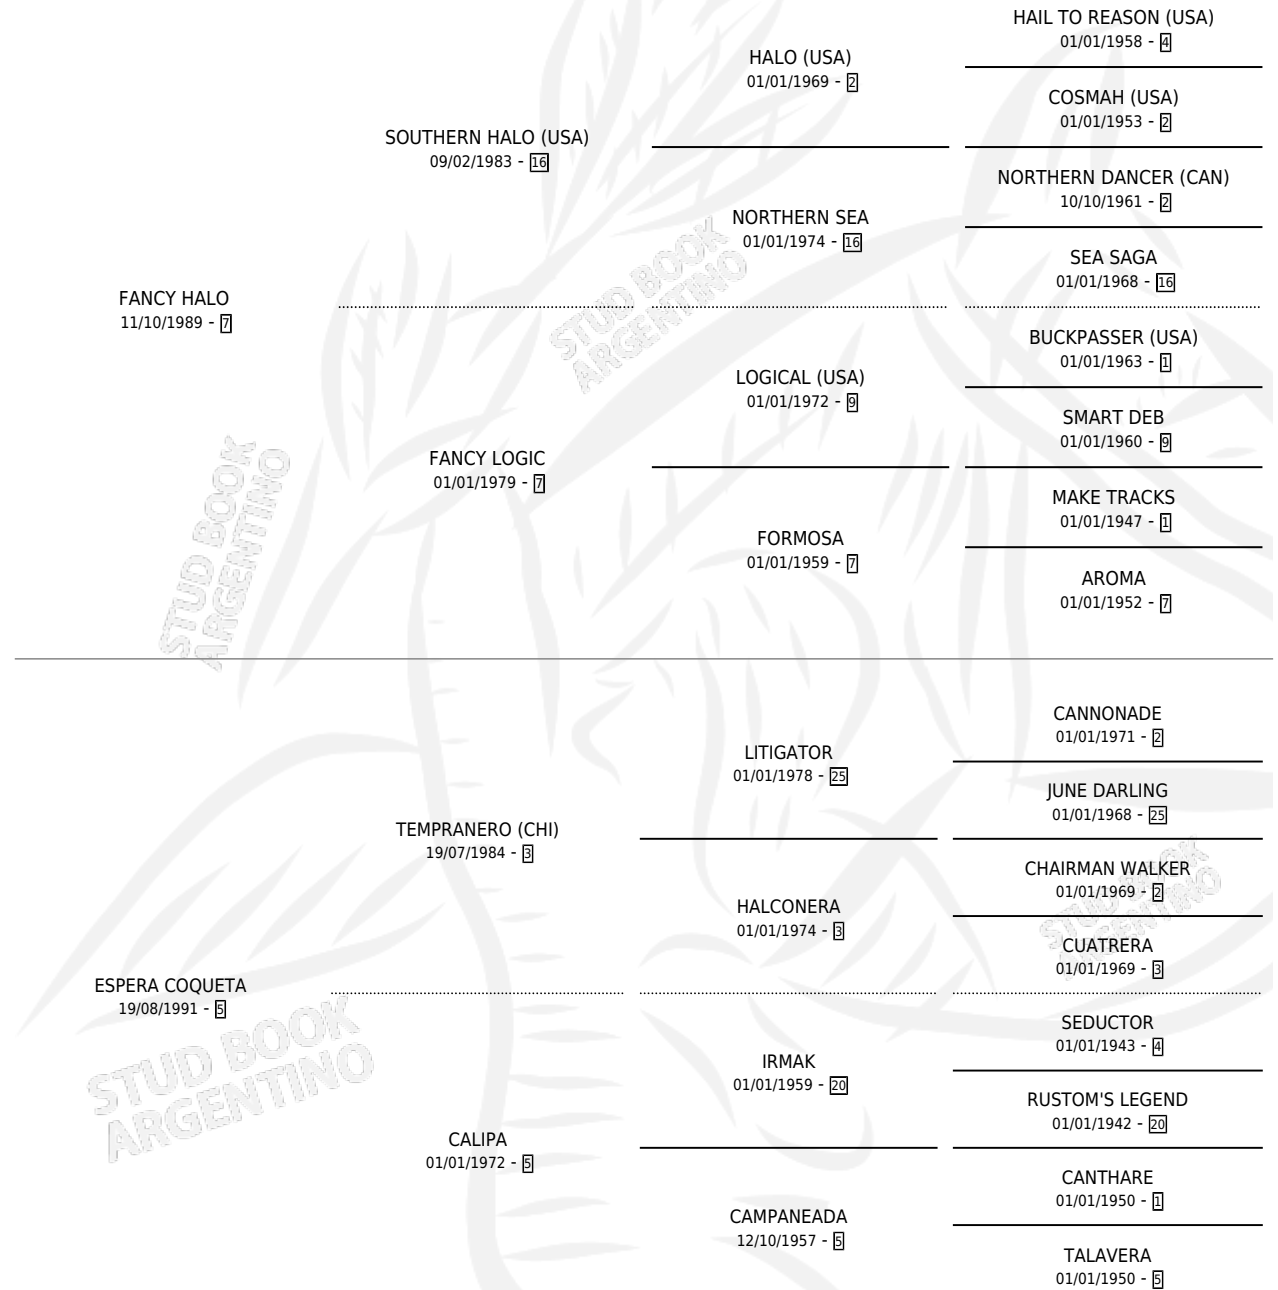 HAIL TO REASON (USA)
01/01/1958 - 4
HALO (USA)
01/01/1969 - 2
COSMAH (USA)
01/01/1953 - 2
SOUTHERN HALO (USA)
09/02/1983 - 16
NORTHERN DANCER (CAN)
10/10/1961 - 2
NORTHERN SEA
01/01/1974 - 16
SEA SAGA
01/01/1968 - 16
FANCY HALO
11/10/1989 - 7
STUD BOOK
ARGENTINO
BUCKPASSER (USA)
01/01/1963 - 1
LOGICAL (USA)
01/01/1972 - 9
SMART DEB
01/01/1960 - 9
FANCY LOGIC
01/01/1979 - 7
MAKE TRACKS
01/01/1947 - 1
FORMOSA
01/01/1959 - 7
AROMA
01/01/1952 - 7
STUD BOOK
ARGENTINO
CANNONADE
01/01/1971 - 2
LITIGATOR
01/01/1978 - 25
JUNE DARLING
01/01/1968 - 25
TEMPRANERO (CHI)
19/07/1984 - 3
CHAIRMAN WALKER
01/01/1969 - 2
HALCONERA
01/01/1974 - 3
STUD BOOK
ARGENTINO
CUATRERA
01/01/1969 - 3
ESPERA COQUETA
19/08/1991 - 5
SEDUCTOR
01/01/1943 - 4
IRMAK
01/01/1959 - 20
RUSTOM'S LEGEND
01/01/1942 - 20
STUD BOOK
ARGENTINO
CALIPA
01/01/1972 - 5
CANTHARE
01/01/1950 - 1
CAMPANEADA
12/10/1957 - 5
TALAVERA
01/01/1950 - 5